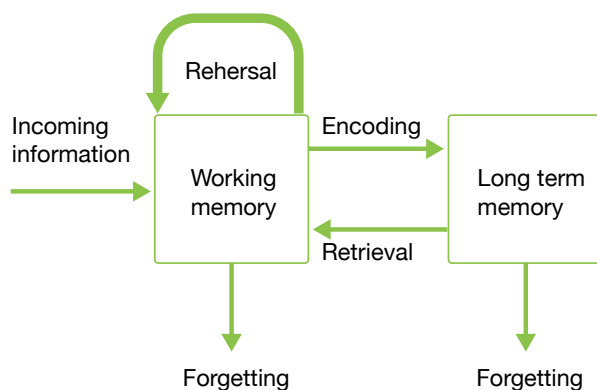 Rehersal
Incoming
information
Encoding
Working
memory
Long term
memory
Retrieval
Forgetting
Forgetting